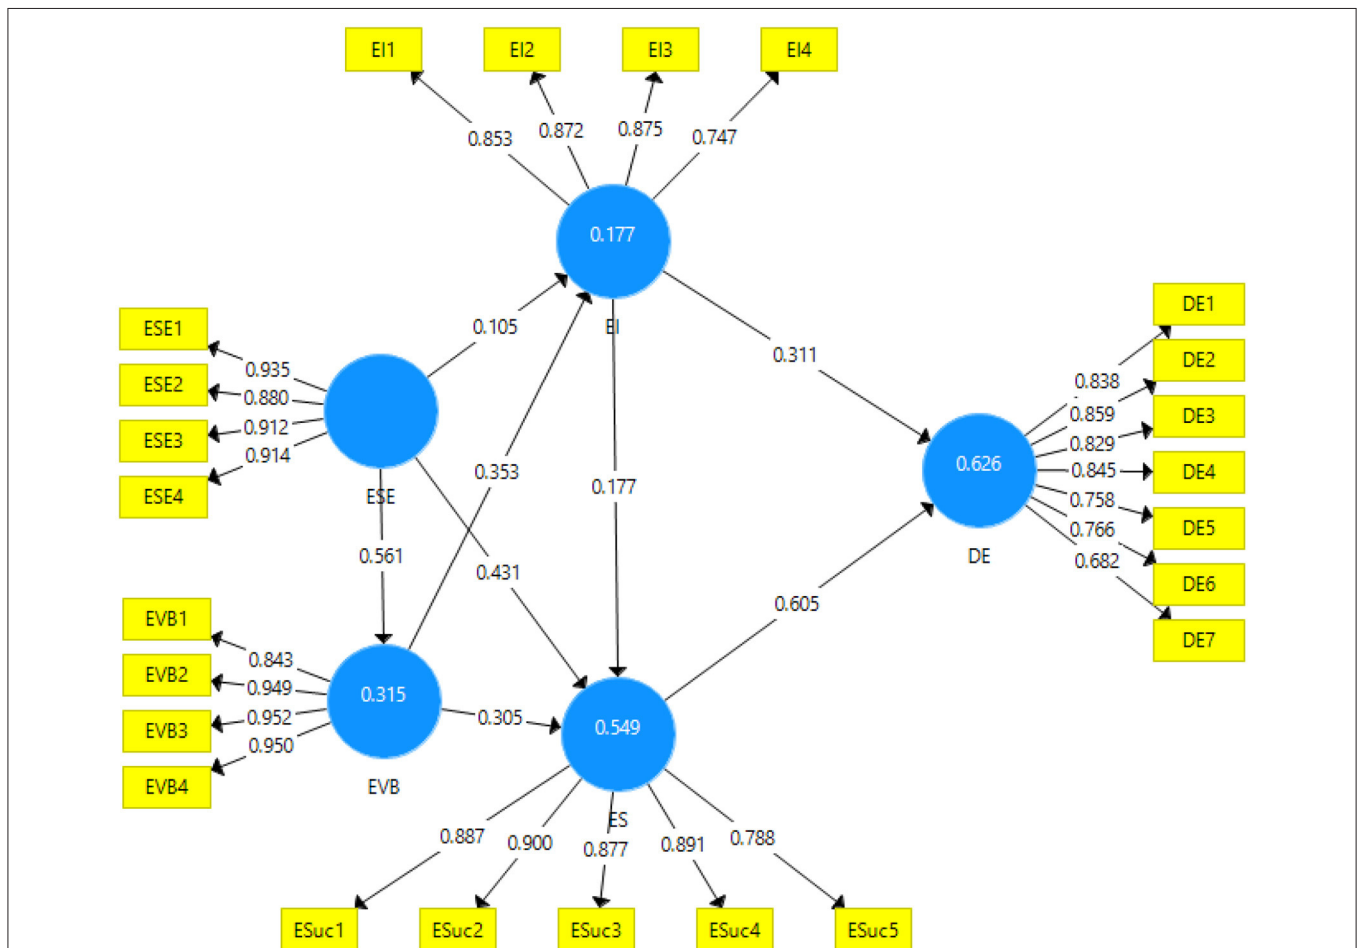 EI1 EI2 EI3 EI4
0.853 0.872 0.875 0.747
0.177
EI
ESE1
ESE2
ESE3
ESE4
0.935
0.880
0.912
0.914
ESE
0.105
0.353
0.177
0.311
0.561
0.431
EVB1
EVB2
EVB3
EVB4
0.843
0.949
0.952
0.950
0.315
EVB
0.305
0.549
ES
0.605
0.626
DE
0.838
0.859
0.829
0.845
0.758
0.766
0.682
DE1
DE2
DE3
DE4
DE5
DE6
DE7
0.887 0.900 0.877 0.891 0.788
ESuc1 ESuc2 ESuc3 ESuc4 ESuc5